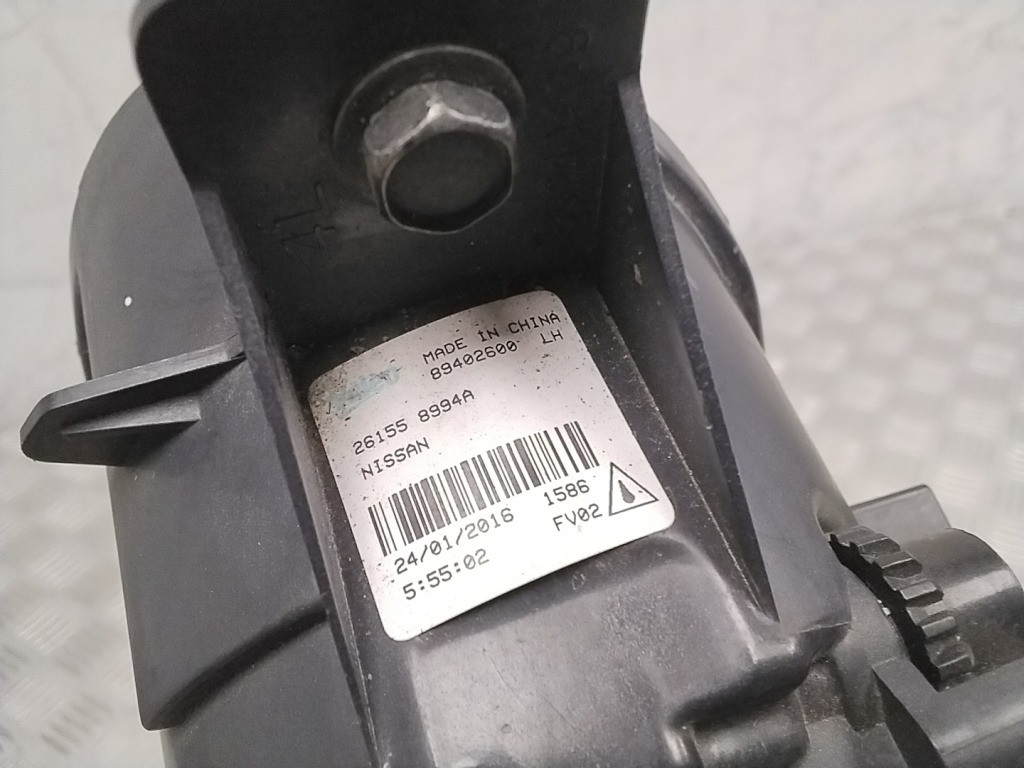 MADE IN CHINA
89402600 LH
26155 8994A
NISSAN
24/01/2016 1586
5:55:02 FV02